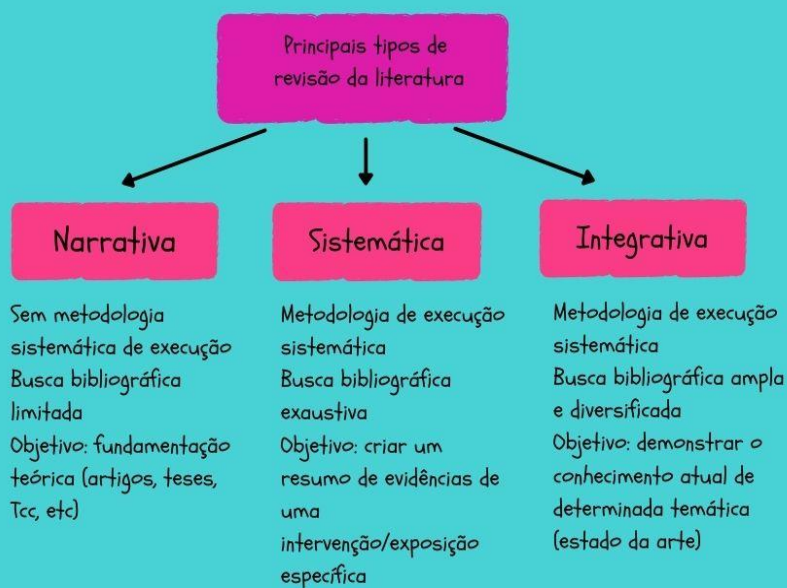 Principais tipos de
revisão da literatura
Narrativa
Sem metodologia
sistemática de execução
Busca bibliográfica
limitada
Objetivo: fundamentação
teórica (artigos, teses,
Tcc, etc)
Sistemática
Metodologia de execução
sistemática
Busca bibliográfica
exaustiva
Objetivo: criar um
resumo de evidências de
uma
intervenção/exposição
específica
Integrativa
Metodologia de execução
sistemática
Busca bibliográfica ampla
e diversificada
Objetivo: demonstrar o
conhecimento atual de
determinada temática
(estado da arte)